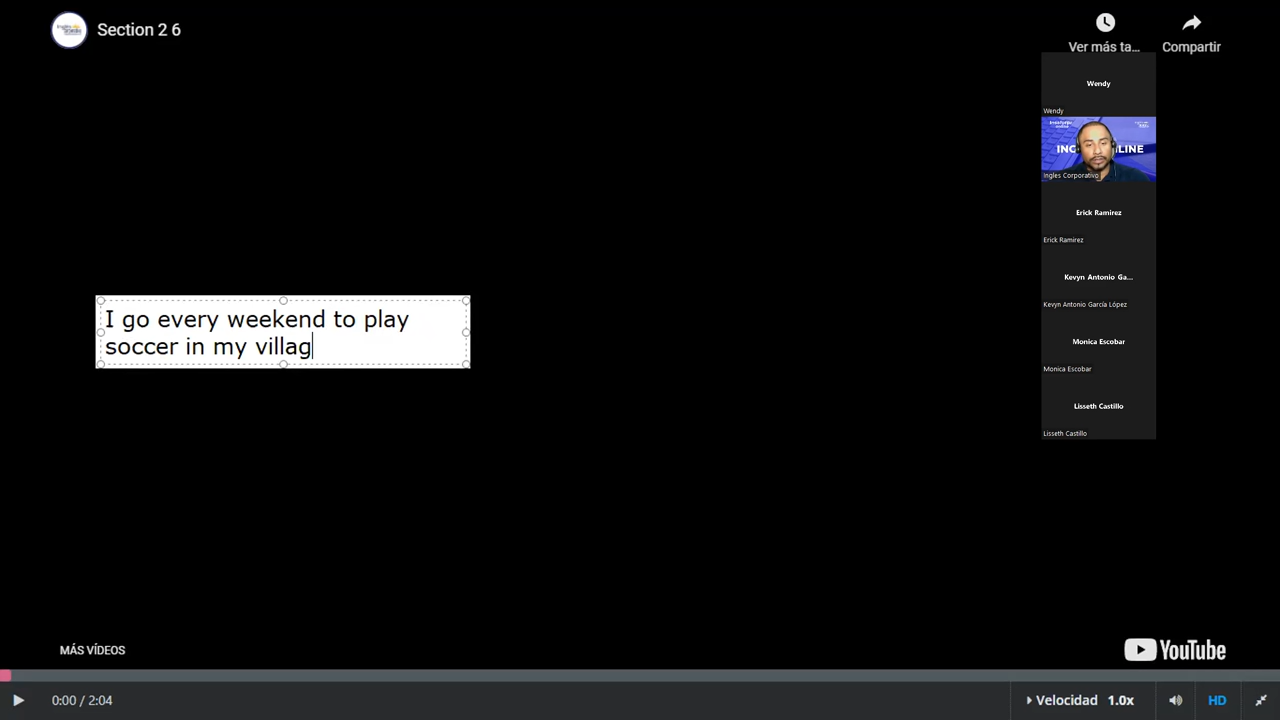 Section 2 6
Ver más ta...
Compartir
Wendy
Wendy
Ingles Corporativo
Erick Ramirez
Erick Ramirez
Kevyn Antonio Ga...
Kevyn Antonio García López
Monica Escobar
Monica Escobar
Lisseth Castillo
Lisseth Castillo
I go every weekend to play
soccer in my villag
MÁS VÍDEOS
YouTube
0:00 / 2:04
Velocidad 1.0x
HD